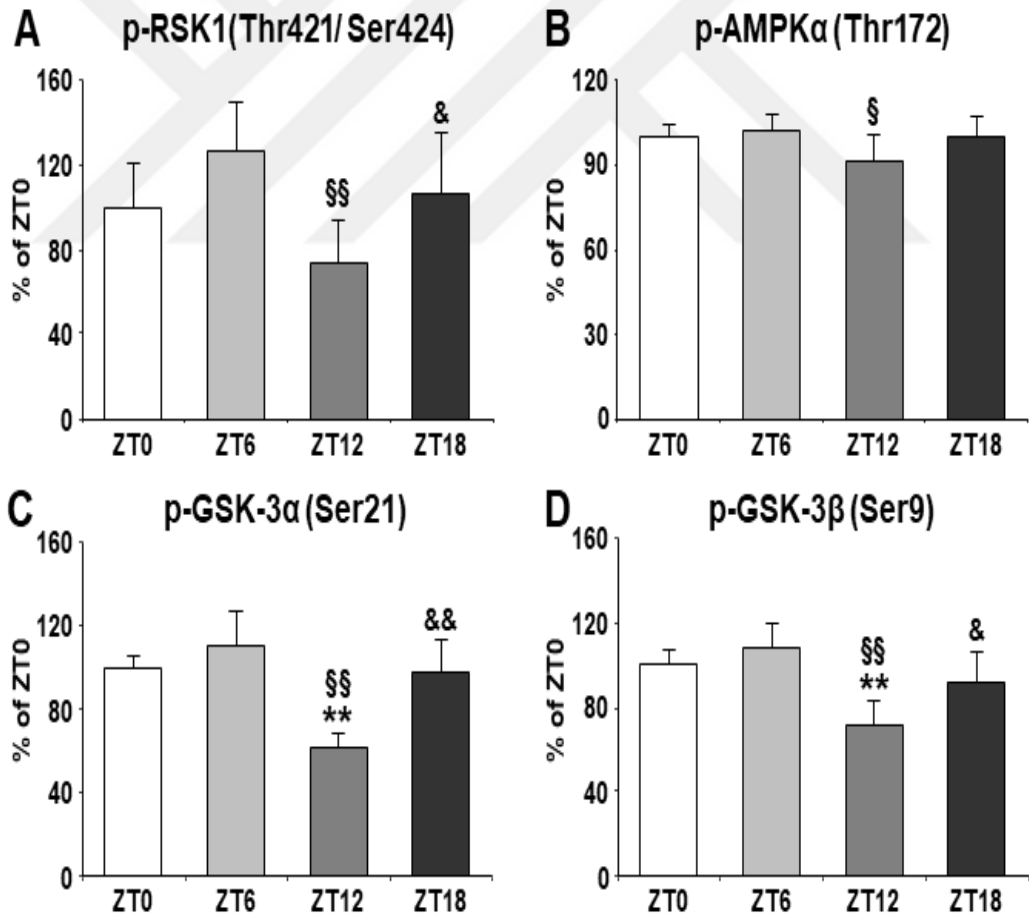 A p-RSK1(Thr421/ Ser424)
% of ZT0
160
120
80
40
0
§§
&
ZT0 ZT6 ZT12 ZT18
B p-AMPKα (Thr172)
% of ZT0
120
90
60
30
0
§
ZT0 ZT6 ZT12 ZT18
C p-GSK-3α (Ser21)
% of ZT0
160
120
80
40
0
§§
**
&&
ZT0 ZT6 ZT12 ZT18
D p-GSK-3β (Ser9)
% of ZT0
160
120
80
40
0
§§
**
&
ZT0 ZT6 ZT12 ZT18